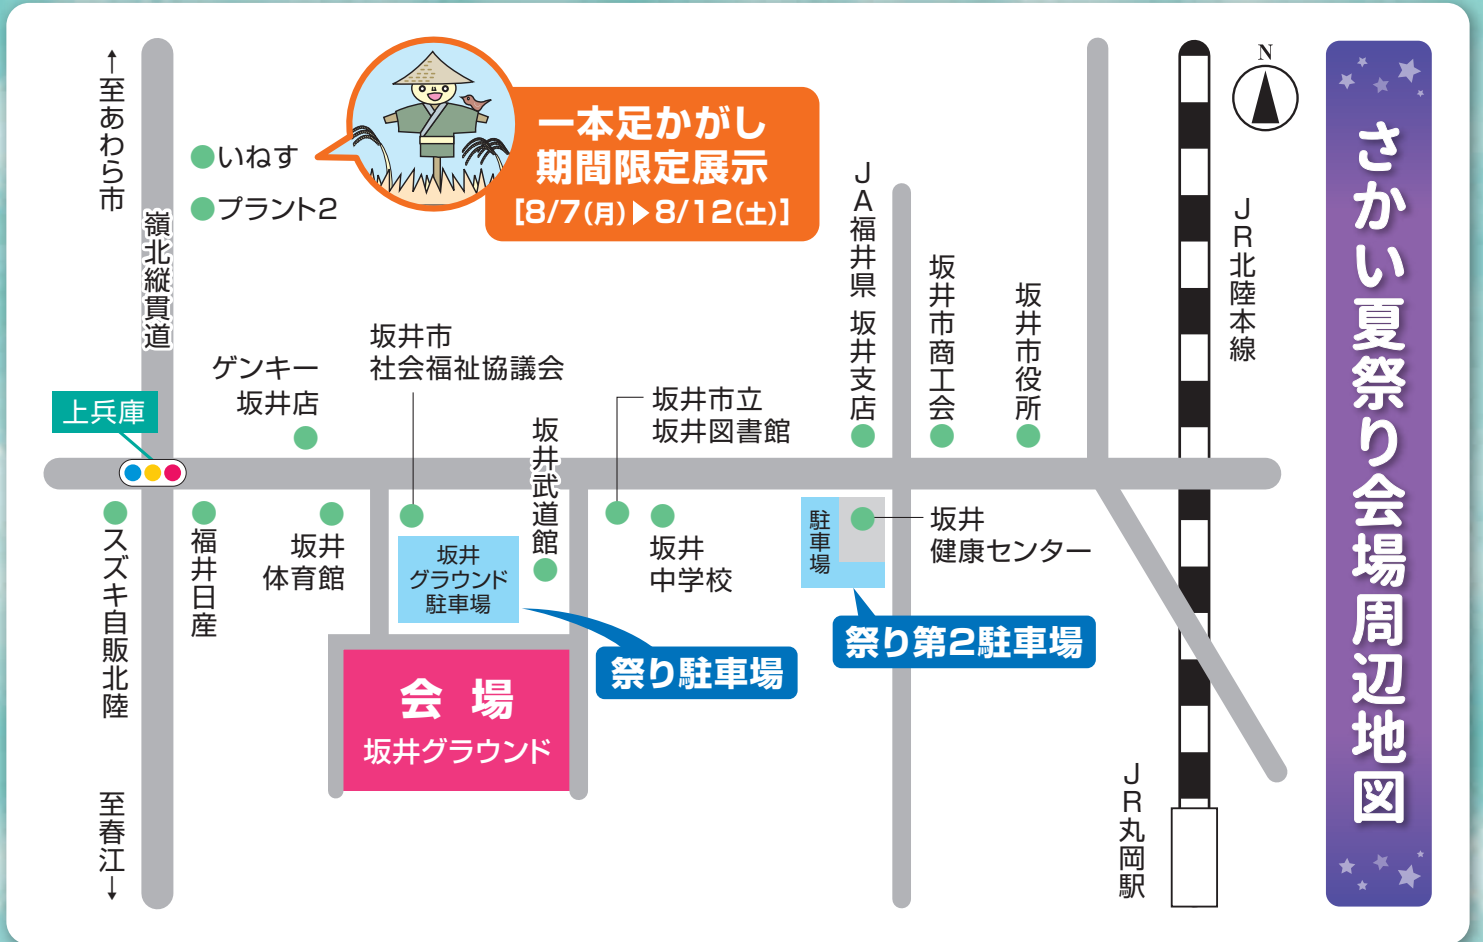 さかい夏祭り会場周辺地図
N
↑至あわら市
嶺北縦貫道
いねす
プラント2
一本足かがし
期間限定展示
[8/7(月)▶8/12(土)]
JA福井県 坂井支店
坂井市商工会
坂井市役所
JR北陸本線
上兵庫
ゲンキー
坂井店
坂井市
社会福祉協議会
坂井武道館
坂井市立
坂井図書館
スズキ自販北陸
福井日産
坂井
体育館
坂井
グラウンド
駐車場
坂井
中学校
駐車場
坂井
健康センター
祭り駐車場
祭り第2駐車場
会 場
坂井グラウンド
至春江↓
JR丸岡駅